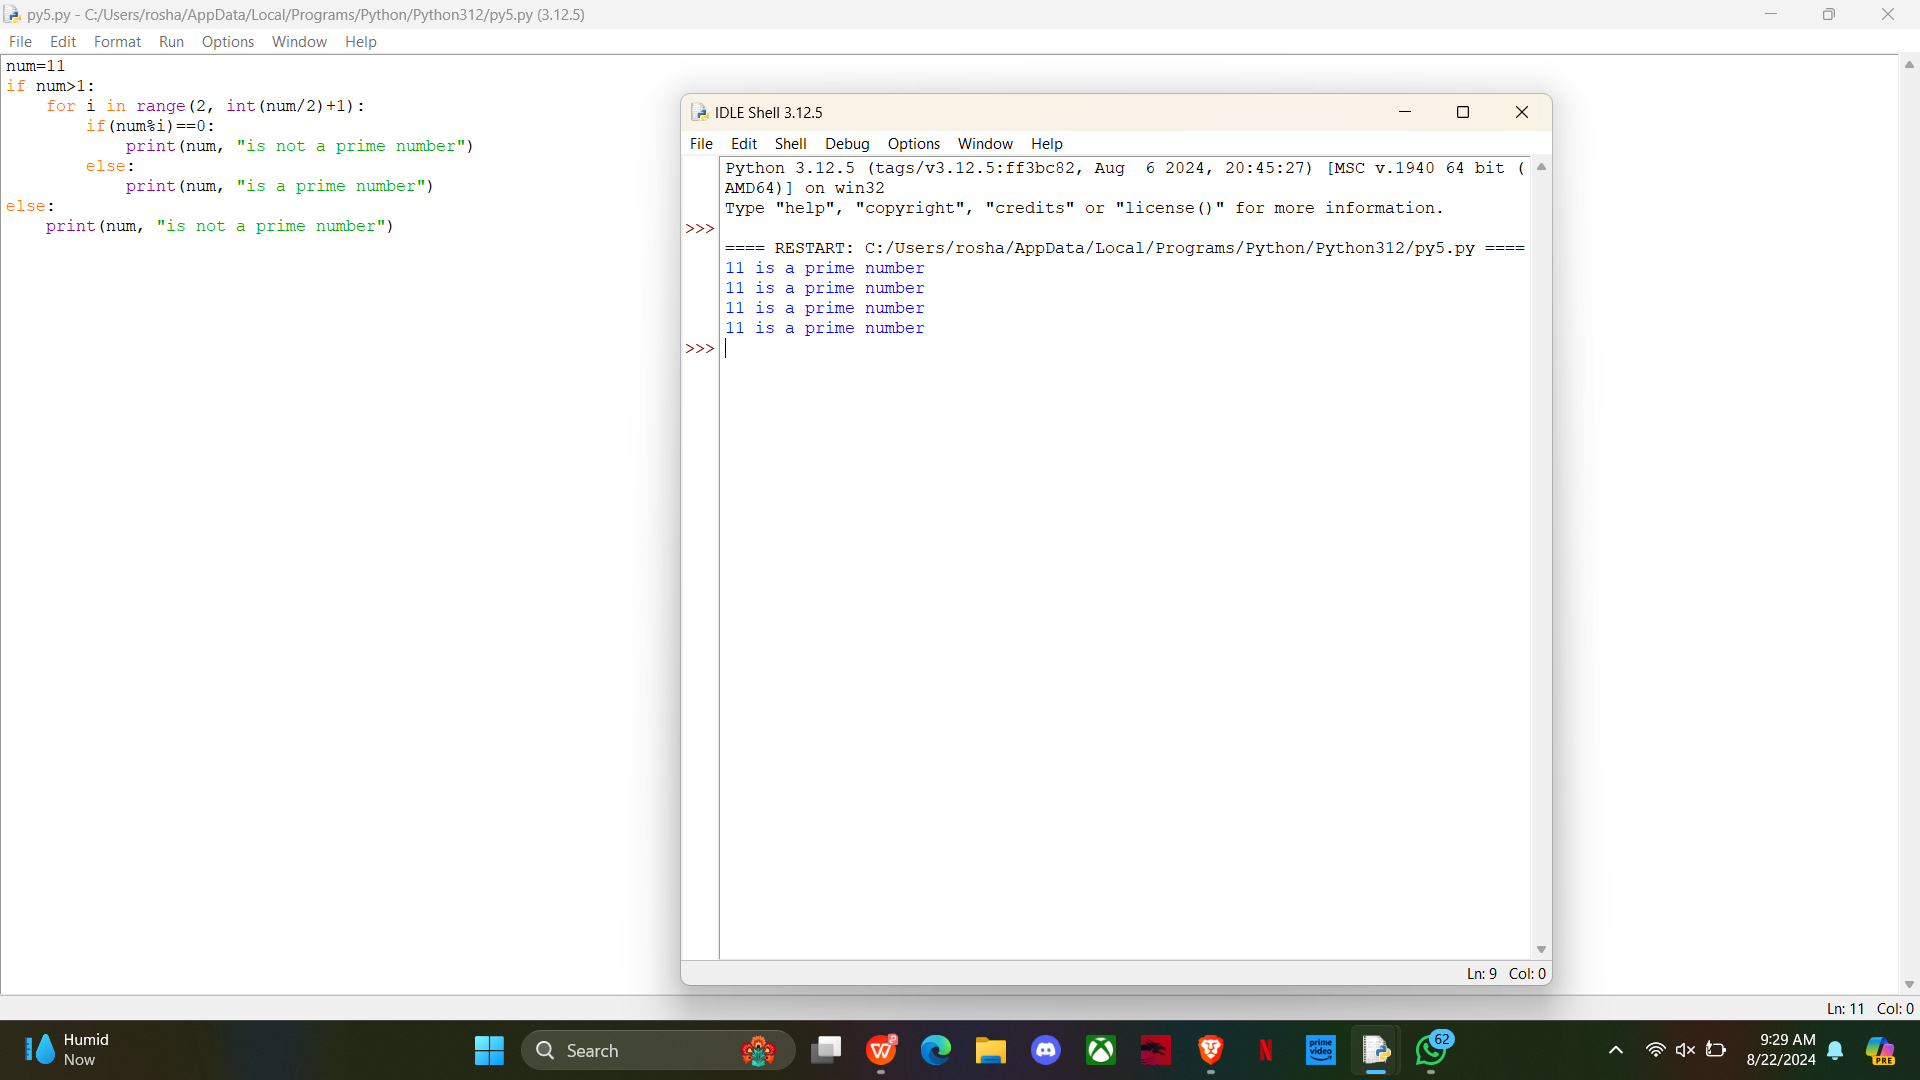 py5.py - C:/Users/rosha/AppData/Local/Programs/Python/Python312/py5.py (3.12.5)
File Edit Format Run Options Window Help
num=11
if num>1:
    for i in range(2, int(num/2)+1):
        if(num%i)==0:
            print(num, "is not a prime number")
        else:
            print(num, "is a prime number")
else:
    print(num, "is not a prime number")
IDLE Shell 3.12.5
File Edit Shell Debug Options Window Help
Python 3.12.5 (tags/v3.12.5:ff3bc82, Aug  6 2024, 20:45:27) [MSC v.1940 64 bit (
AMD64)] on win32
Type "help", "copyright", "credits" or "license()" for more information.
>>>
==== RESTART: C:/Users/rosha/AppData/Local/Programs/Python/Python312/py5.py ====
11 is a prime number
11 is a prime number
11 is a prime number
11 is a prime number
>>>
Ln: 9 Col: 0
Ln: 11 Col: 0
Humid
Now
Search
prime video
62
9:29 AM
8/22/2024
PRE